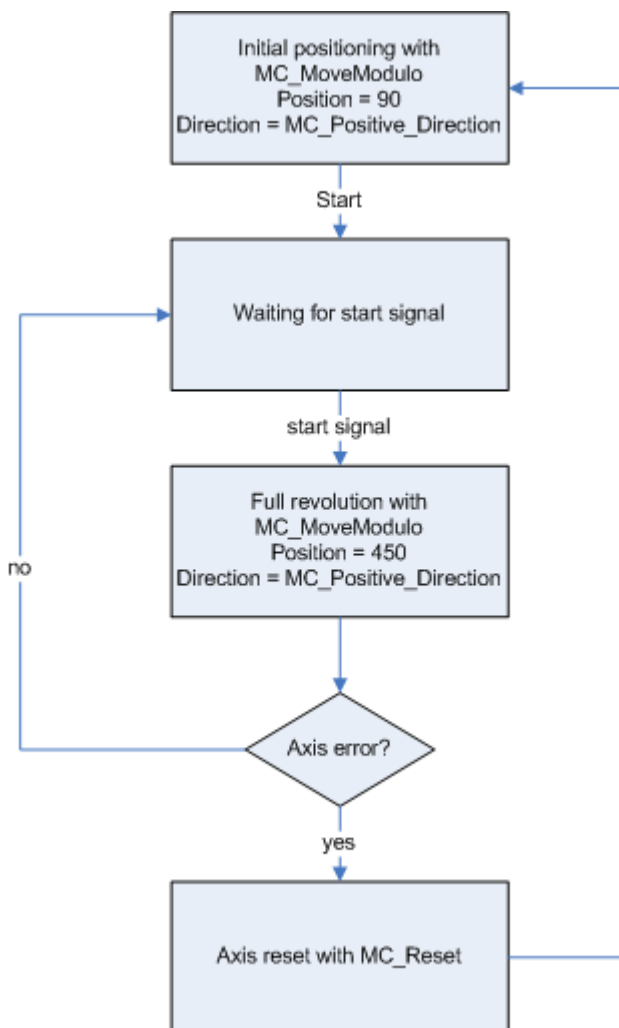 Initial positioning with
MC_MoveModulo
Position = 90
Direction = MC_Positive_Direction
Start
Waiting for start signal
start signal
Full revolution with
MC_MoveModulo
Position = 450
Direction = MC_Positive_Direction
no
Axis error?
yes
Axis reset with MC_Reset